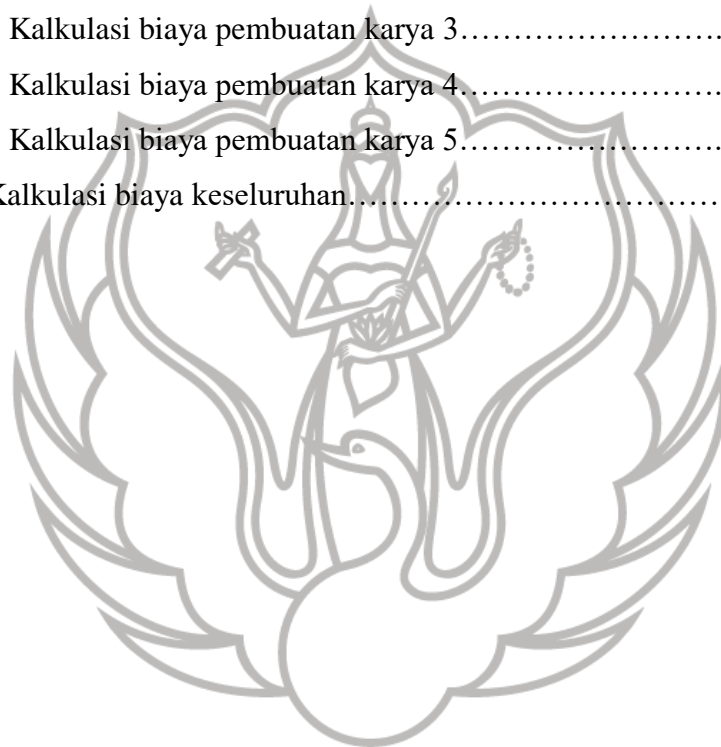 Kalkulasi biaya pembuatan karya 3…………………….
Kalkulasi biaya pembuatan karya 4…………………….
Kalkulasi biaya pembuatan karya 5…………………….
Kalkulasi biaya keseluruhan………………………………